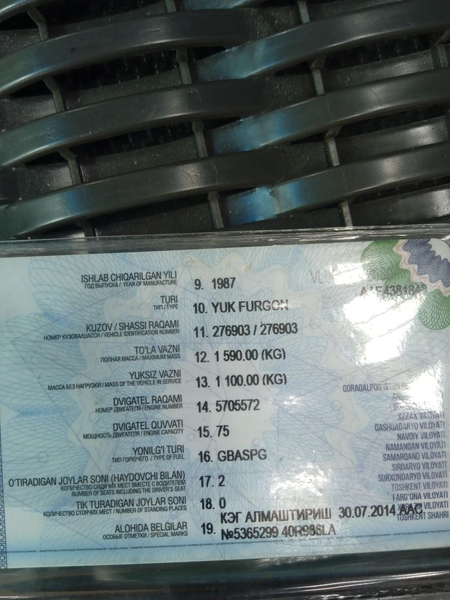 ISHLAB CHIQARILGAN YILI 9. 1987
ГОД ВЫПУСКА / YEAR OF MANUFACTURE
TURI 10. YUK FURGON
ТИП / TYPE
KUZOV / SHASSI RAQAMI 11. 276903 / 276903
НОМЕР КУЗОВА/ШАССИ / VEHICLE IDENTIFICATION NUMBER
TO'LA VAZNI 12. 1 590.00 (KG)
ПОЛНАЯ МАССА / MAXIMUM MASS
YUKSIZ VAZNI 13. 1 100.00 (KG)
МАССА БЕЗ НАГРУЗКИ / MASS OF THE VEHICLE IN SERVICE
DVIGATEL RAQAMI 14. 5705572
НОМЕР ДВИГАТЕЛЯ / ENGINE NUMBER
DVIGATEL QUVVATI 15. 75
МОЩНОСТЬ ДВИГАТЕЛЯ / ENGINE CAPACITY
YONILG'I TURI 16. GBASPG
ТИП ГОРЮЧЕГО / TYPE OF FUEL
O'TIRADIGAN JOYLAR SONI (HAYDOVCHI BILAN) 17. 2
КОЛИЧЕСТВО СИДЯЧИХ МЕСТ ВМЕСТЕ С ВОДИТЕЛЕМ
NUMBER OF SEATS INCLUDING THE DRIVER'S SEAT
TIK TURADIGAN JOYLAR SONI 18. 0
КОЛИЧЕСТВО СТОЯЧИХ МЕСТ / NUMBER OF STANDING PLACES
ALOHIDA BELGILAR 19. КЭГ АЛМАШТИРИШ 30.07.2014 ААС
ОСОБЫЕ ОТМЕТКИ / SPECIAL MARKS
№5365299 40R98SLA
QASHQADARYO VILOYATI
NAVOIY VILOYATI
NAMANGAN VILOYATI
SAMARQAND VILOYATI
SIRDARYO VILOYATI
SURXONDARYO VILOYATI
TOSHKENT VILOYATI
FARG'ONA VILOYATI
VILOYATI
TOSHKENT SHAHRI